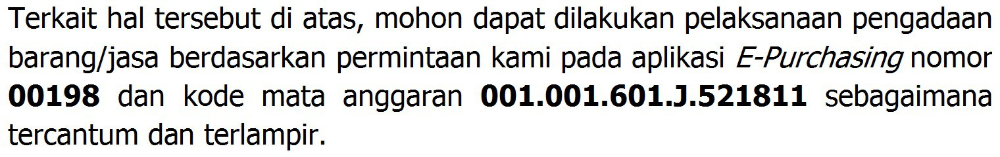 Terkait hal tersebut di atas, mohon dapat dilakukan pelaksanaan pengadaan
barang/jasa berdasarkan permintaan kami pada aplikasi E-Purchasing nomor
00198 dan kode mata anggaran 001.001.601.J.521811 sebagaimana
tercantum dan terlampir.